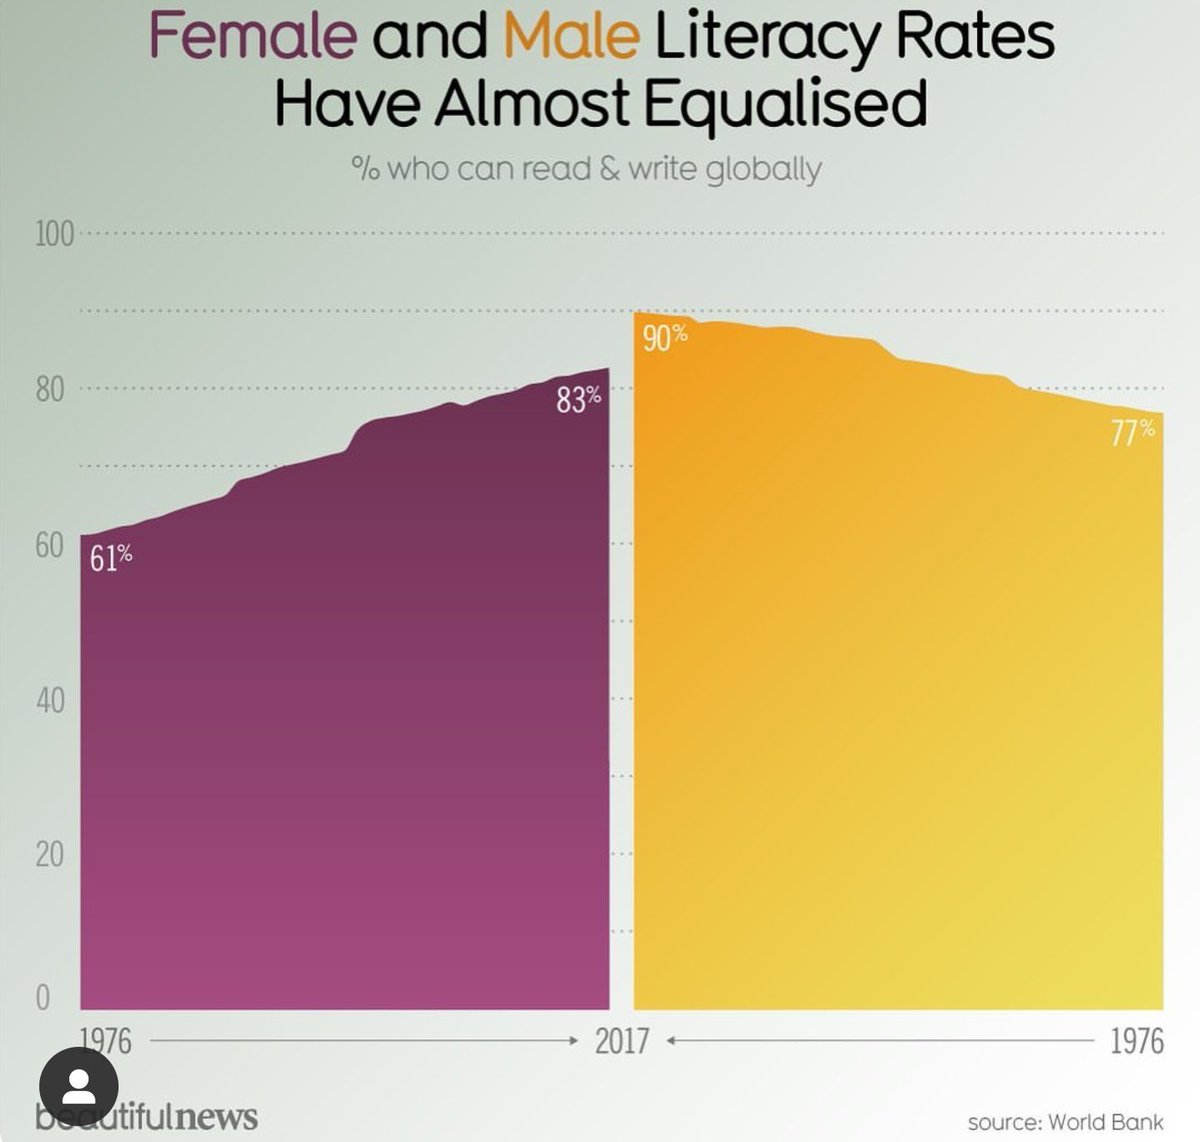 Female and Male Literacy Rates
Have Almost Equalised
% who can read & write globally
100
80
60
40
20
0
61%
83%
90%
77%
1976
2017
1976
beautifulnews
source: World Bank